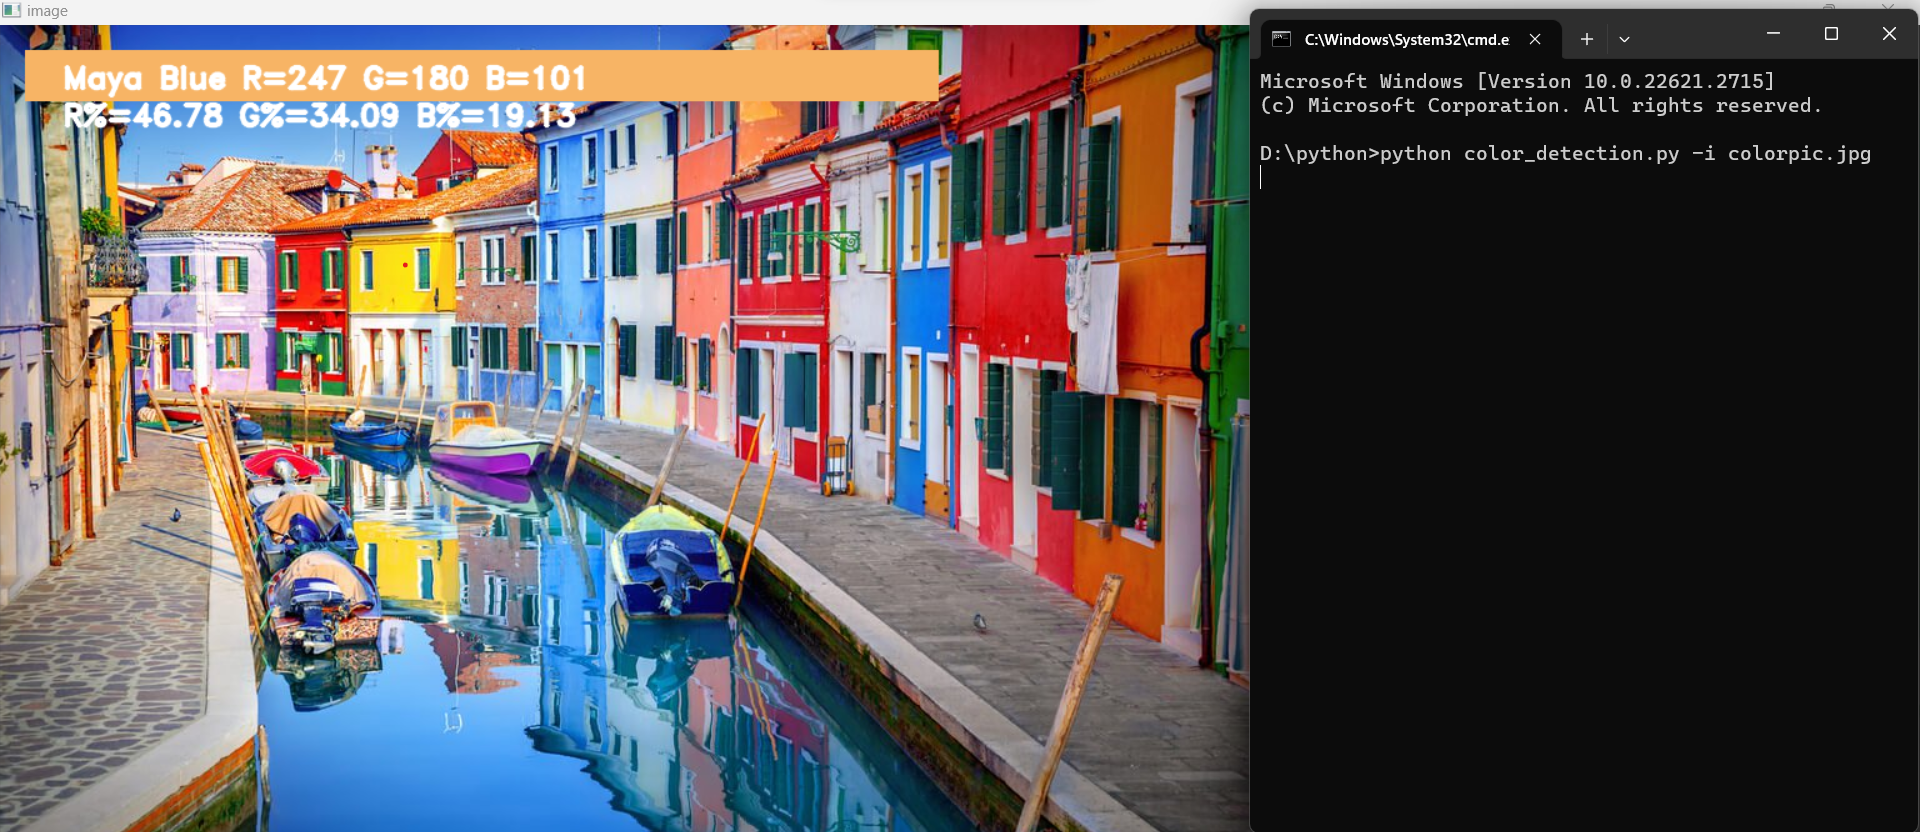 image
Maya Blue R=247 G=180 B=101
R%=46.78 G%=34.09 B%=19.13
C:\Windows\System32\cmd.e
Microsoft Windows [Version 10.0.22621.2715]
(c) Microsoft Corporation. All rights reserved.
D:\python>python color_detection.py -i colorpic.jpg